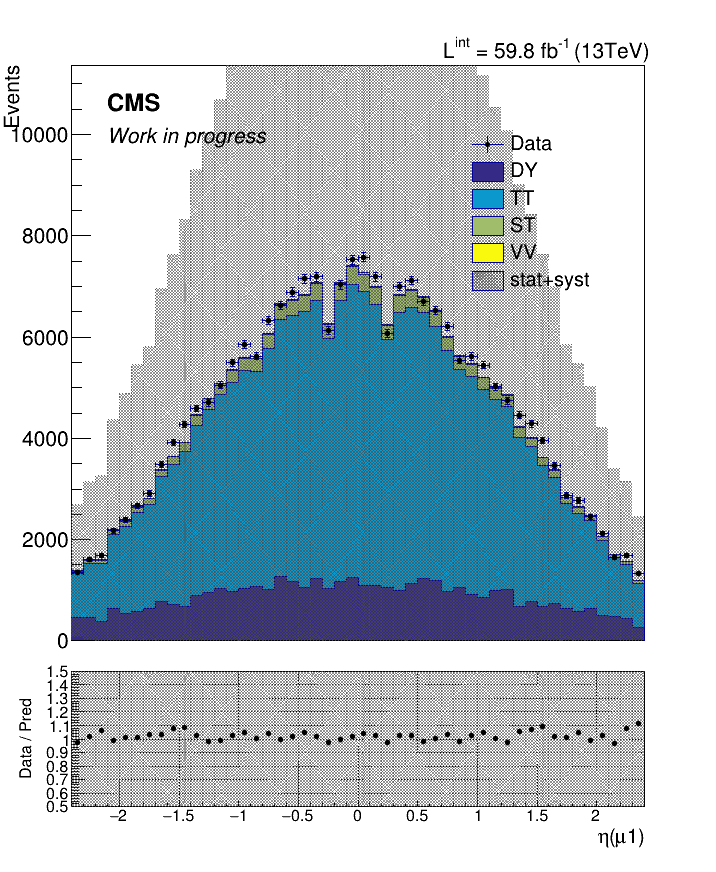 L^int = 59.8 fb^-1 (13TeV)
Events
CMS
Work in progress
Data
DY
TT
ST
VV
stat+syst
10000
8000
6000
4000
2000
0
Data / Pred
1.5
1.4
1.3
1.2
1.1
1
0.9
0.8
0.7
0.6
0.5
−2 −1.5 −1 −0.5 0 0.5 1 1.5 2
η(μ1)